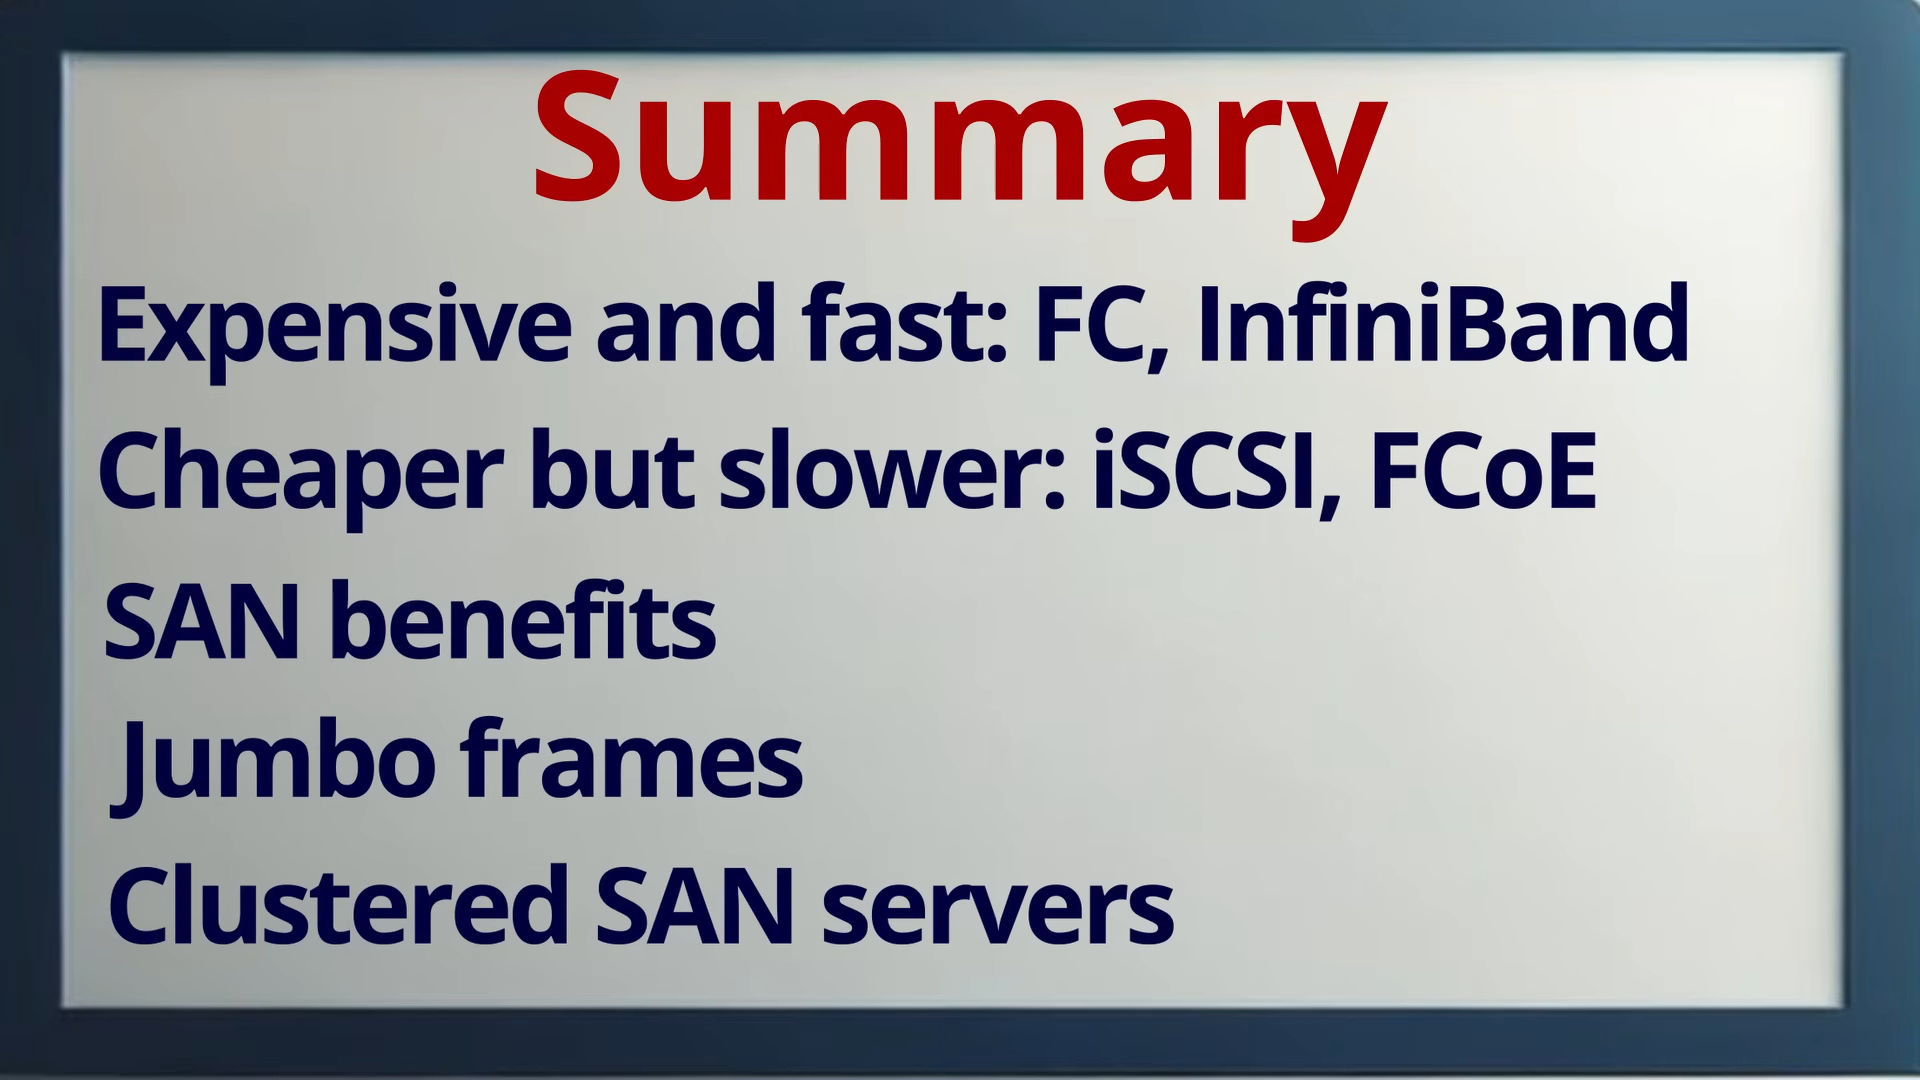 Summary
Expensive and fast: FC, InfiniBand
Cheaper but slower: iSCSI, FCoE
SAN benefits
Jumbo frames
Clustered SAN servers